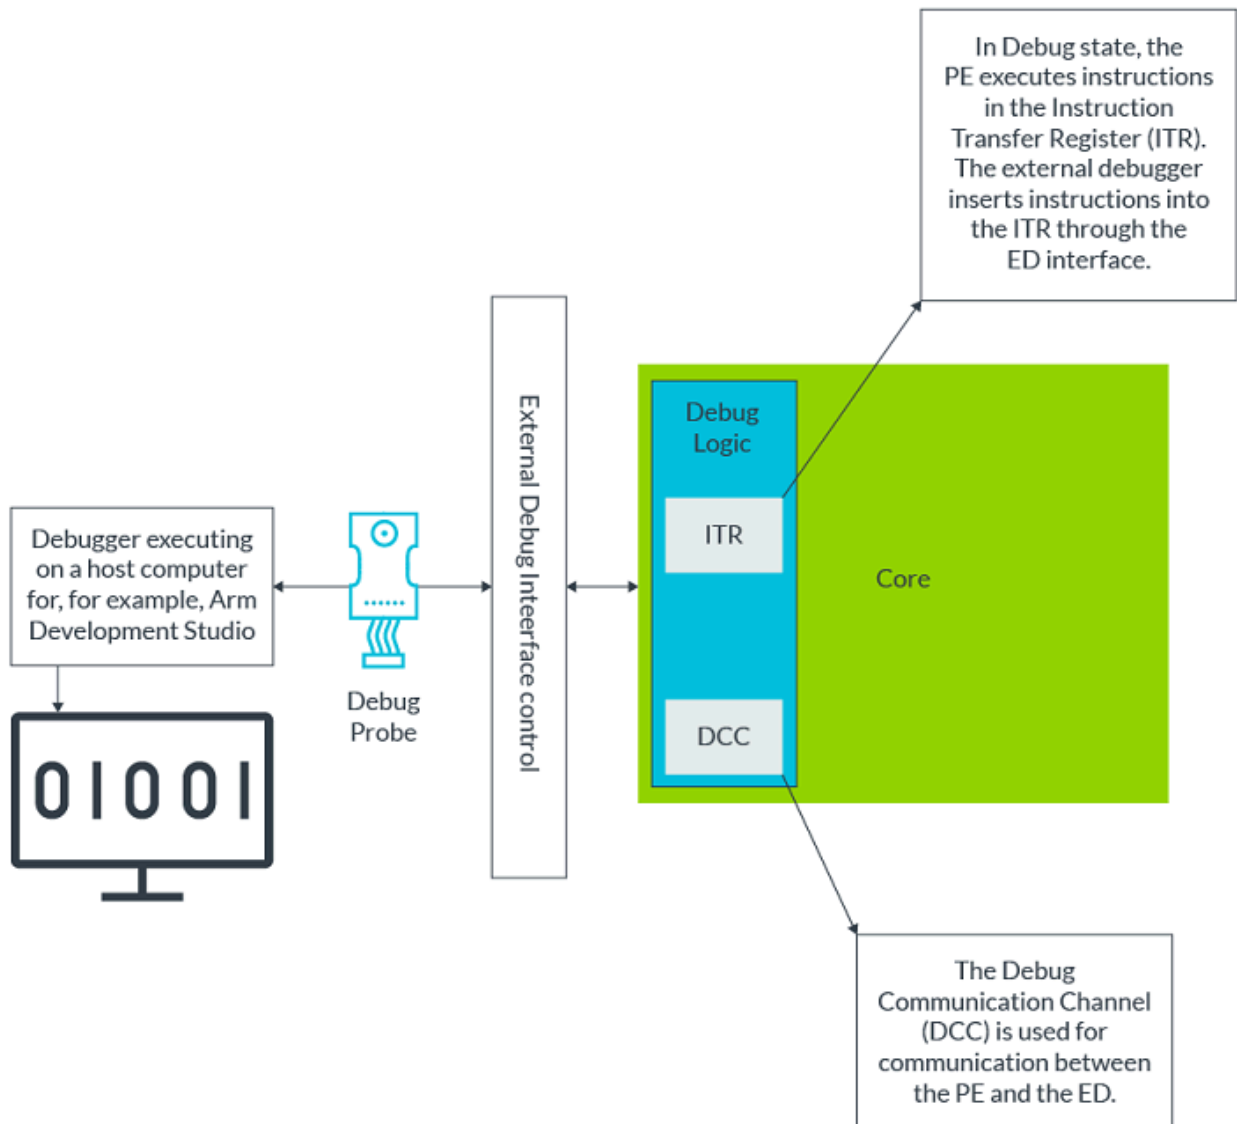 In Debug state, the
PE executes instructions
in the Instruction
Transfer Register (ITR).
The external debugger
inserts instructions into
the ITR through the
ED interface.
External Debug Inteerface control
Debug
Logic
ITR
Core
DCC
Debugger executing
on a host computer
for, for example, Arm
Development Studio
Debug
Probe
01001
The Debug
Communication Channel
(DCC) is used for
communication between
the PE and the ED.